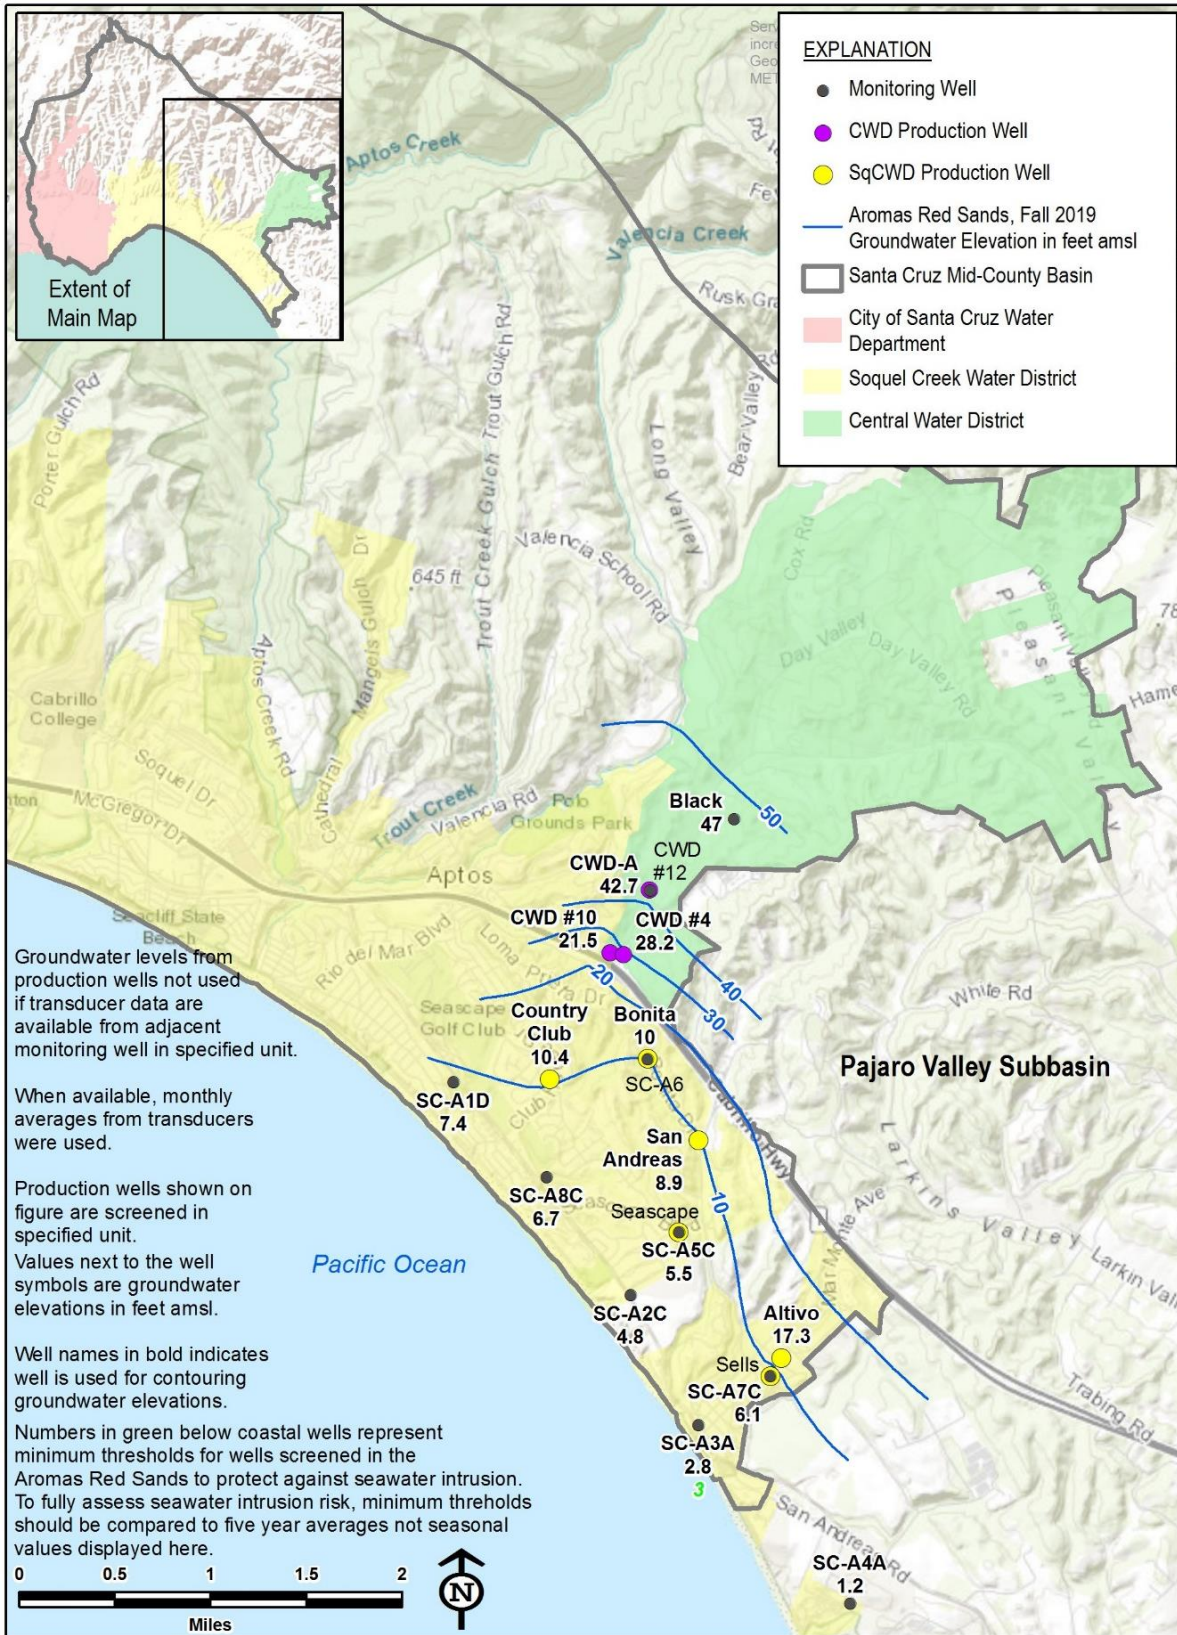 Extent of
Main Map
EXPLANATION
Monitoring Well
CWD Production Well
SqCWD Production Well
Aromas Red Sands, Fall 2019
Groundwater Elevation in feet amsl
Santa Cruz Mid-County Basin
City of Santa Cruz Water
Department
Soquel Creek Water District
Central Water District
Aptos Creek
Valencia Creek
Bear Valley
Long Valley
Porter Gulch Rd
Trout Creek Gulch
Trout Gulch Rd
Valencia School Rd
Cox Rd
645 ft
Mangels Gulch Dr
Cathedral
Day Valley
Day Valley Rd
Aptos Creek Rd
Cabrillo
College
Soquel Dr
McGregor Dr
Trout Creek
Valencia Rd
Polo
Grounds Park
Black
47
50
CWD-A
42.7
CWD
#12
Aptos
CWD #10
21.5
CWD #4
28.2
Seacliff State
Beach
Rio del Mar Blvd
Loma Prieta Dr
20
30
40
White Rd
Seascape
Golf Club
Country
Club
10.4
Bonita
10
SC-A6
Cabrillo Hwy
Pajaro Valley Subbasin
SC-A1D
7.4
San
Andreas
8.9
10
SC-A8C
6.7
Seascape
SC-A5C
5.5
Mar Monte Ave
Larkins Valley
SC-A2C
4.8
Altivo
17.3
Sells
SC-A7C
6.1
SC-A3A
2.8
3
Trabing Rd
San Andreas Rd
SC-A4A
1.2
Pacific Ocean
Groundwater levels from
production wells not used
if transducer data are
available from adjacent
monitoring well in specified unit.
When available, monthly
averages from transducers
were used.
Production wells shown on
figure are screened in
specified unit.
Values next to the well
symbols are groundwater
elevations in feet amsl.
Well names in bold indicates
well is used for contouring
groundwater elevations.
Numbers in green below coastal wells represent
minimum thresholds for wells screened in the
Aromas Red Sands to protect against seawater intrusion.
To fully assess seawater intrusion risk, minimum threholds
should be compared to five year averages not seasonal
values displayed here.
0 0.5 1 2
Miles
N